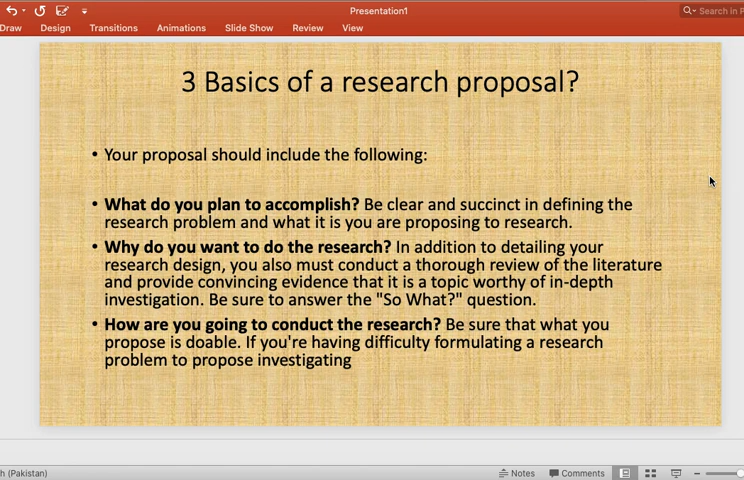 Presentation1
Search in P
Draw Design Transitions Animations Slide Show Review View
3 Basics of a research proposal?
• Your proposal should include the following:
• What do you plan to accomplish? Be clear and succinct in defining the
research problem and what it is you are proposing to research.
• Why do you want to do the research? In addition to detailing your
research design, you also must conduct a thorough review of the literature
and provide convincing evidence that it is a topic worthy of in-depth
investigation. Be sure to answer the "So What?" question.
• How are you going to conduct the research? Be sure that what you
propose is doable. If you're having difficulty formulating a research
problem to propose investigating
h (Pakistan) Notes Comments